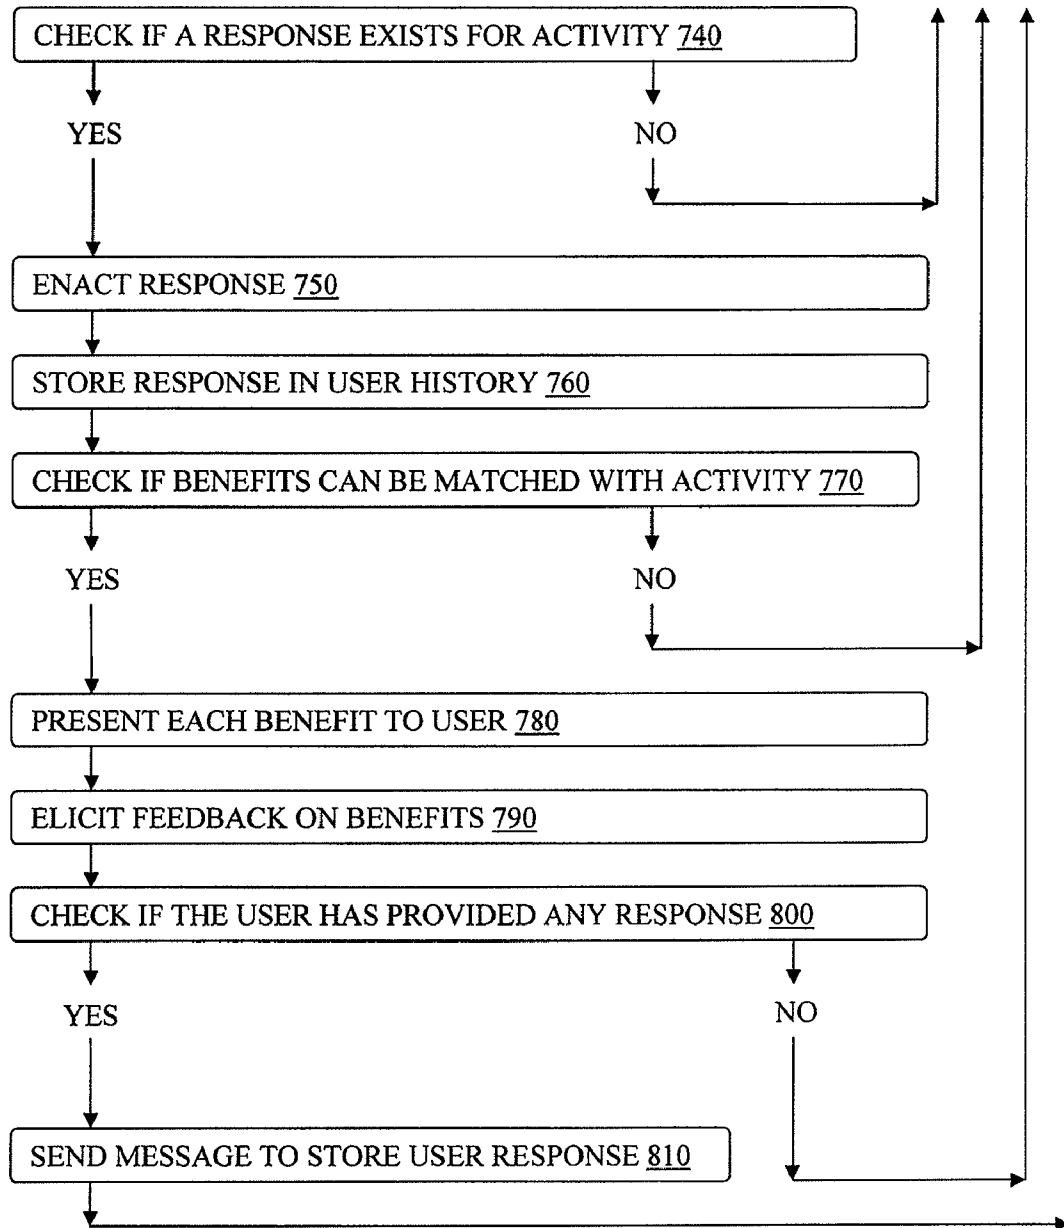 CHECK IF A RESPONSE EXISTS FOR ACTIVITY 740
YES
NO
ENACT RESPONSE 750
STORE RESPONSE IN USER HISTORY 760
CHECK IF BENEFITS CAN BE MATCHED WITH ACTIVITY 770
YES
NO
PRESENT EACH BENEFIT TO USER 780
ELICIT FEEDBACK ON BENEFITS 790
CHECK IF THE USER HAS PROVIDED ANY RESPONSE 800
YES
NO
SEND MESSAGE TO STORE USER RESPONSE 810